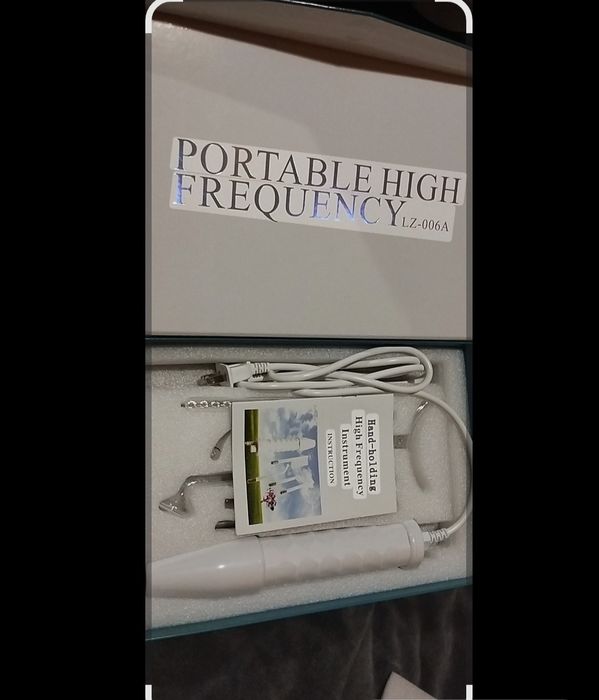 PORTABLE HIGH
FREQUENCY
LZ-006A
Hand-holding
High Frequency
Instrument
INSTRUCTION